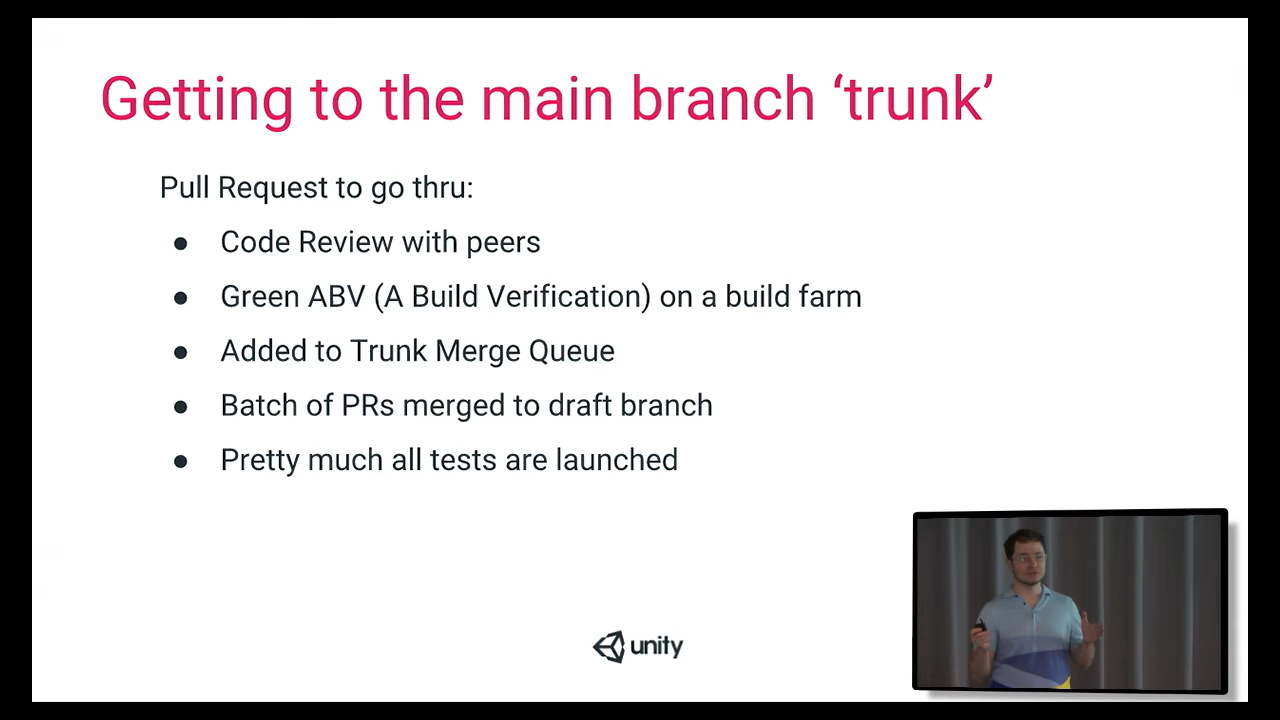 Getting to the main branch ‘trunk’
Pull Request to go thru:
● Code Review with peers
● Green ABV (A Build Verification) on a build farm
● Added to Trunk Merge Queue
● Batch of PRs merged to draft branch
● Pretty much all tests are launched
unity